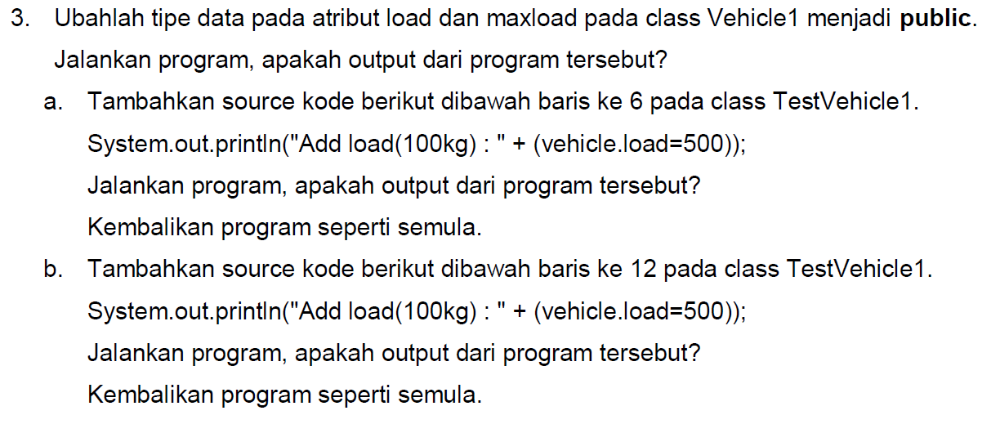 3. Ubahlah tipe data pada atribut load dan maxload pada class Vehicle1 menjadi public.
Jalankan program, apakah output dari program tersebut?
a. Tambahkan source kode berikut dibawah baris ke 6 pada class TestVehicle1.
System.out.println("Add load(100kg) : " + (vehicle.load=500));
Jalankan program, apakah output dari program tersebut?
Kembalikan program seperti semula.
b. Tambahkan source kode berikut dibawah baris ke 12 pada class TestVehicle1.
System.out.println("Add load(100kg) : " + (vehicle.load=500));
Jalankan program, apakah output dari program tersebut?
Kembalikan program seperti semula.